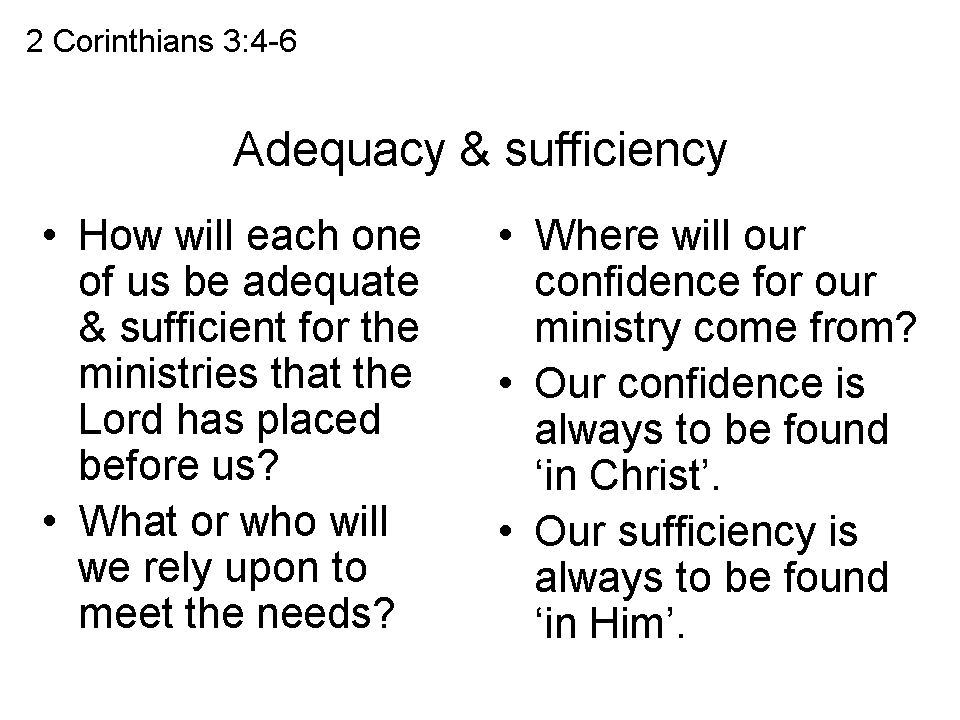 2 Corinthians 3:4-6
Adequacy & sufficiency
• How will each one
of us be adequate
& sufficient for the
ministries that the
Lord has placed
before us?
• What or who will
we rely upon to
meet the needs?
• Where will our
confidence for our
ministry come from?
• Our confidence is
always to be found
‘in Christ’.
• Our sufficiency is
always to be found
‘in Him’.